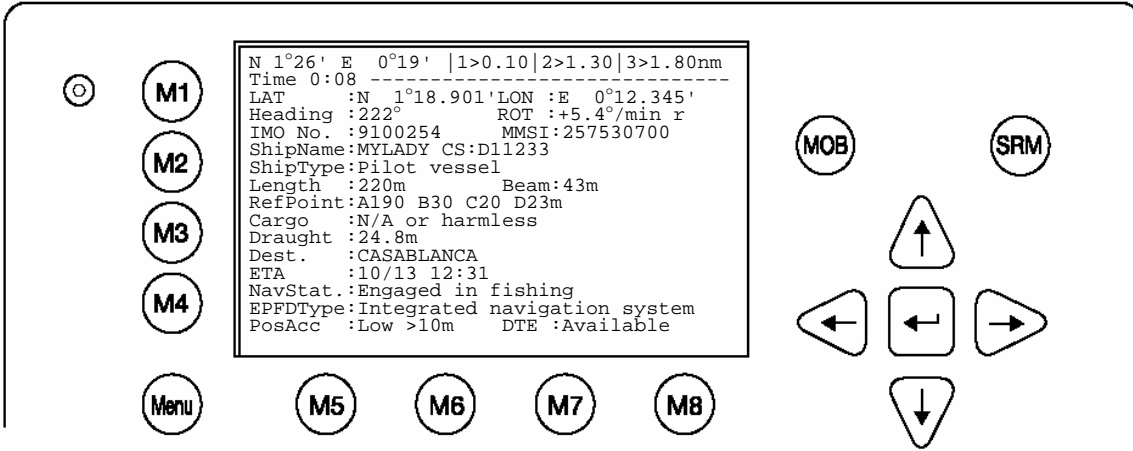 N 1°26' E 0°19' |1>0.10|2>1.30|3>1.80nm
Time 0:08 ------------------------------
LAT :N 1°18.901'LON :E 0°12.345'
Heading :222° ROT :+5.4°/min r
IMO No. :9100254 MMSI:257530700
ShipName:MYLADY CS:D11233
ShipType:Pilot vessel
Length :220m Beam:43m
RefPoint:A190 B30 C20 D23m
Cargo :N/A or harmless
Draught :24.8m
Dest. :CASABLANCA
ETA :10/13 12:31
NavStat.:Engaged in fishing
EPFDType:Integrated navigation system
PosAcc :Low >10m DTE :Available
M1
M2
M3
M4
Menu
M5
M6
M7
M8
MOB
SRM